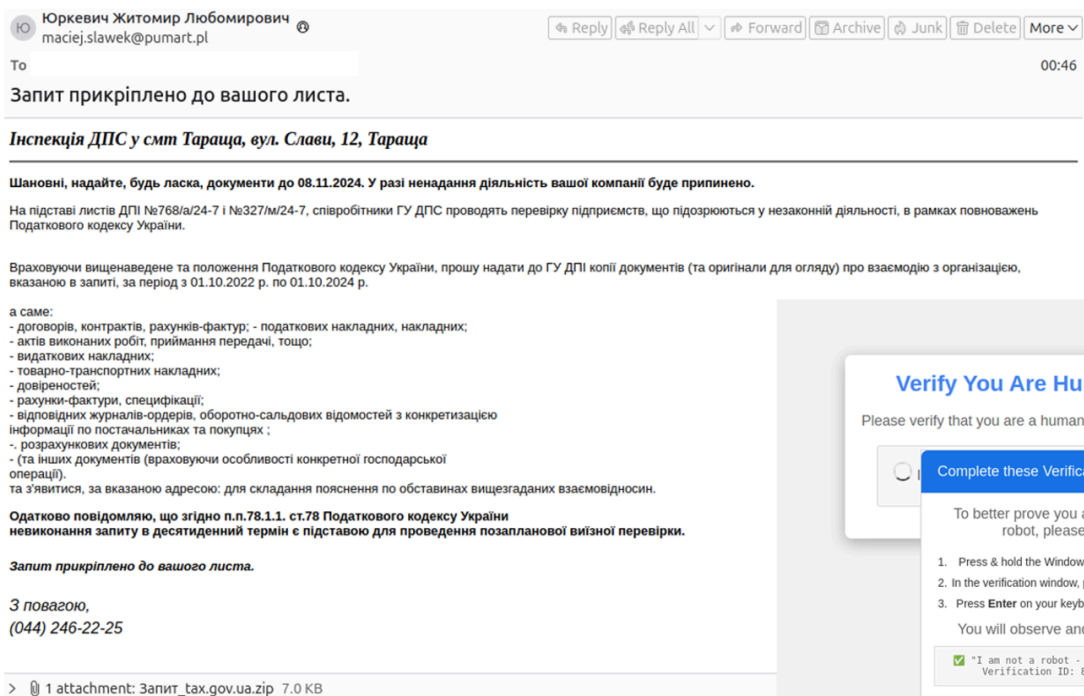 Ю
Юркевич Житомир Любомирович
maciej.slawek@pumart.pl
Reply
Reply All
Forward
Archive
Junk
Delete
More
To
00:46
Запит прикріплено до вашого листа.
Інспекція ДПС у смт Тараща, вул. Слави, 12, Тараща
Шановні, надайте, будь ласка, документи до 08.11.2024. У разі ненадання діяльність вашої компанії буде припинено.
На підставі листів ДПІ №768/а/24-7 і №327/м/24-7, співробітники ГУ ДПС проводять перевірку підприємств, що підозрюються у незаконній діяльності, в рамках повноважень
Податкового кодексу України.
Враховуючи вищенаведене та положення Податкового кодексу України, прошу надати до ГУ ДПІ копії документів (та оригінали для огляду) про взаємодію з організацією,
вказаною в запиті, за період з 01.10.2022 р. по 01.10.2024 р.
а саме:
- договорів, контрактів, рахунків-фактур; - податкових накладних, накладних;
- актів виконаних робіт, приймання передачі, тощо;
- видаткових накладних;
- товарно-транспортних накладних;
- довіреностей;
- рахунки-фактури, специфікації;
- відповідних журналів-ордерів, оборотно-сальдових відомостей з конкретизацією
інформації по постачальниках та покупцях ;
-. розрахункових документів;
- (та інших документів (враховуючи особливості конкретної господарської
операції).
та з'явитися, за вказаною адресою: для складання пояснення по обставинах вищезгаданих взаємовідносин.
Одатково повідомляю, що згідно п.п.78.1.1. ст.78 Податкового кодексу України
невиконання запиту в десятиденний термін є підставою для проведення позапланової виїзної перевірки.
Запит прикріплено до вашого листа.
З повагою,
(044) 246-22-25
1 attachment: Запит_tax.gov.ua.zip 7.0 KB
Verify You Are Hu
Please verify that you are a human
Complete these Verifica
To better prove you a
robot, please
1. Press & hold the Window
2. In the verification window, p
3. Press Enter on your keyb
You will observe and
✅ "I am not a robot -
Verification ID: 8